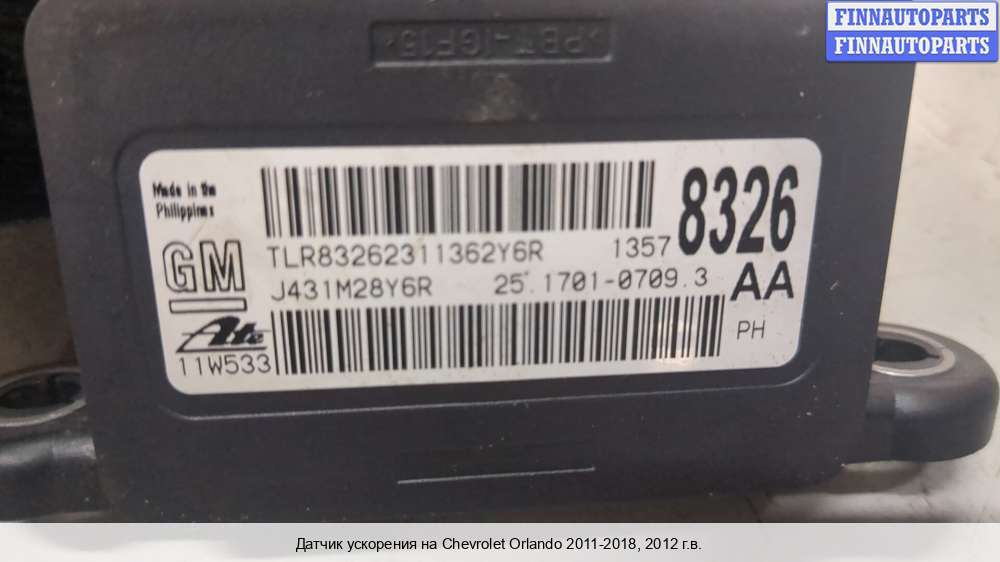 FINNAUTOPARTS
FINNAUTOPARTS
>PBT-IGF15<
Made in the
Philippines
GM
TLR83262311362Y6R 1357
8326
J431M28Y6R 25.1701-0709.3
AA
Ate
11W533
PH
Датчик ускорения на Chevrolet Orlando 2011-2018, 2012 г.в.